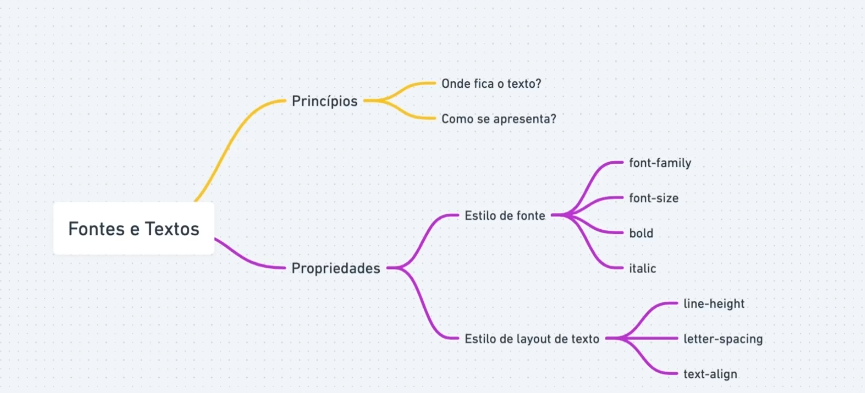 Fontes e Textos
Princípios
Onde fica o texto?
Como se apresenta?
Propriedades
Estilo de fonte
font-family
font-size
bold
italic
Estilo de layout de texto
line-height
letter-spacing
text-align